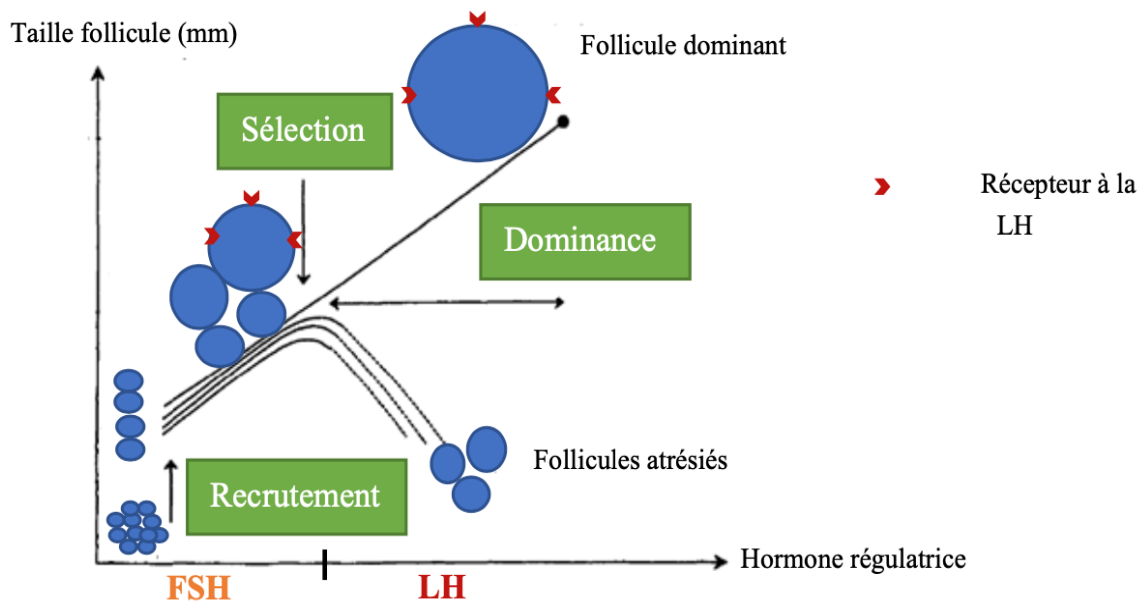 Taille follicule (mm)
Follicule dominant
Sélection
Récepteur à la
LH
Dominance
Follicules atrésiés
Recrutement
Hormone régulatrice
FSH
LH